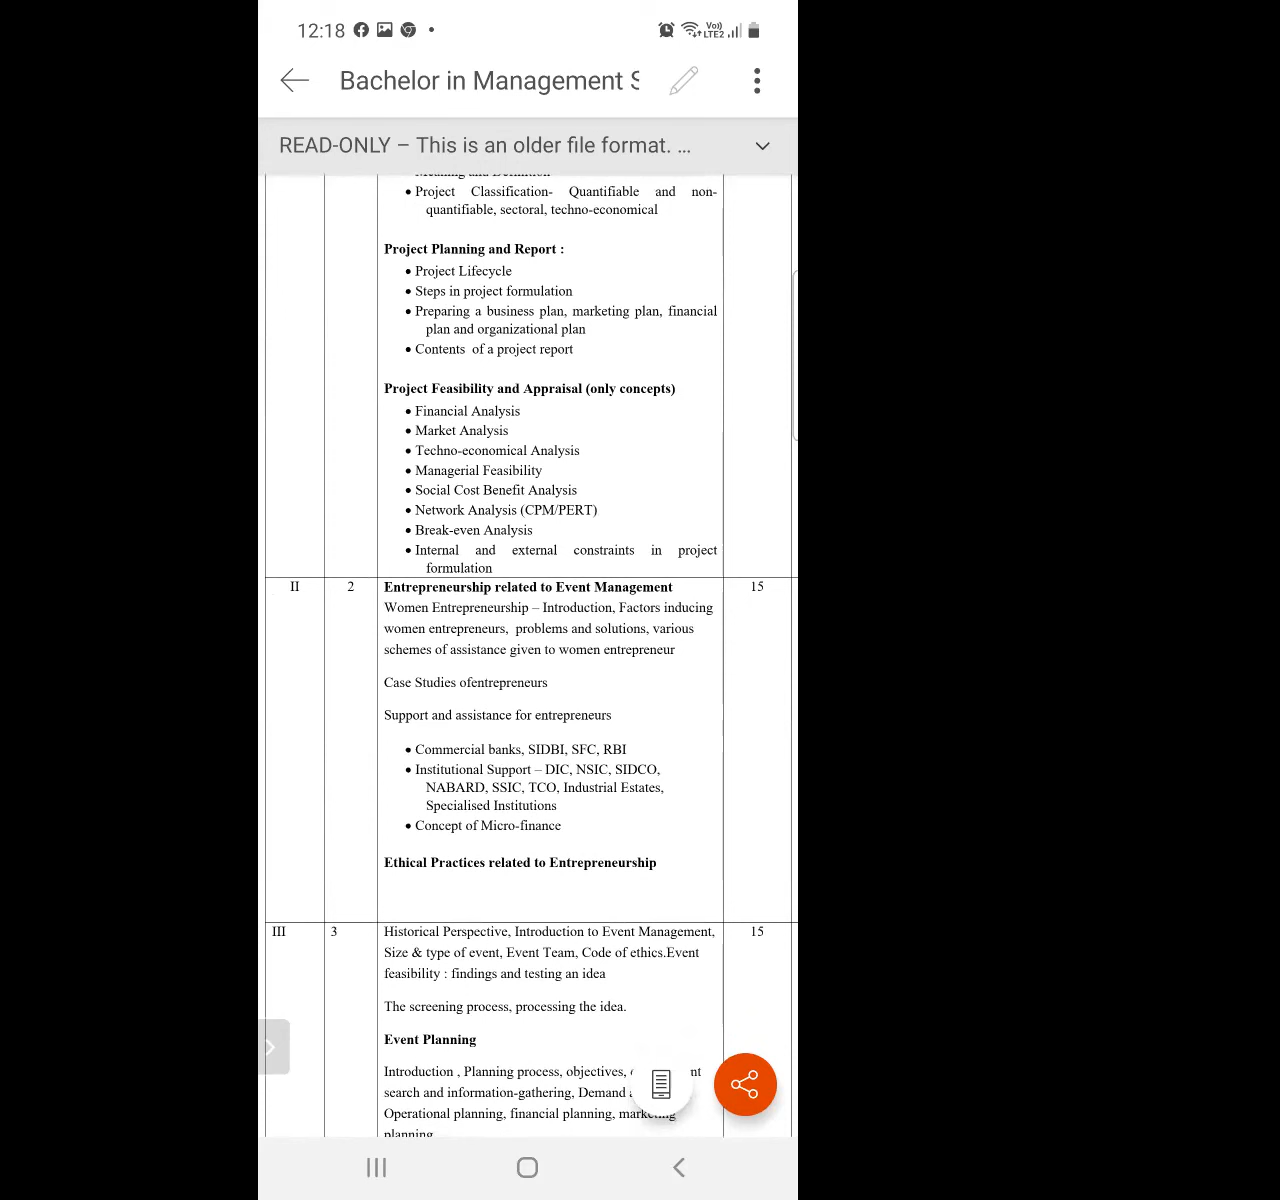 12:18
Vo))
LTE2
Bachelor in Management S
READ-ONLY – This is an older file format. ...
Meaning and Definition
• Project Classification- Quantifiable and non-
quantifiable, sectoral, techno-economical
Project Planning and Report :
• Project Lifecycle
• Steps in project formulation
• Preparing a business plan, marketing plan, financial
plan and organizational plan
• Contents of a project report
Project Feasibility and Appraisal (only concepts)
• Financial Analysis
• Market Analysis
• Techno-economical Analysis
• Managerial Feasibility
• Social Cost Benefit Analysis
• Network Analysis (CPM/PERT)
• Break-even Analysis
• Internal and external constraints in project
formulation
II 2 Entrepreneurship related to Event Management 15
Women Entrepreneurship – Introduction, Factors inducing
women entrepreneurs, problems and solutions, various
schemes of assistance given to women entrepreneur
Case Studies ofentrepreneurs
Support and assistance for entrepreneurs
• Commercial banks, SIDBI, SFC, RBI
• Institutional Support – DIC, NSIC, SIDCO,
NABARD, SSIC, TCO, Industrial Estates,
Specialised Institutions
• Concept of Micro-finance
Ethical Practices related to Entrepreneurship
III 3 Historical Perspective, Introduction to Event Management, 15
Size & type of event, Event Team, Code of ethics.Event
feasibility : findings and testing an idea
The screening process, processing the idea.
Event Planning
Introduction , Planning process, objectives,
search and information-gathering, Demand
Operational planning, financial planning, marketing
planning